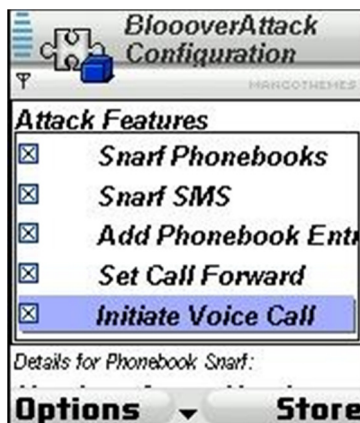 BloooverAttack
Configuration
MANGOTHEMES
Attack Features
Snarf Phonebooks
Snarf SMS
Add Phonebook Entr
Set Call Forward
Initiate Voice Call
Details for Phonebook Snarf:
Options
Store